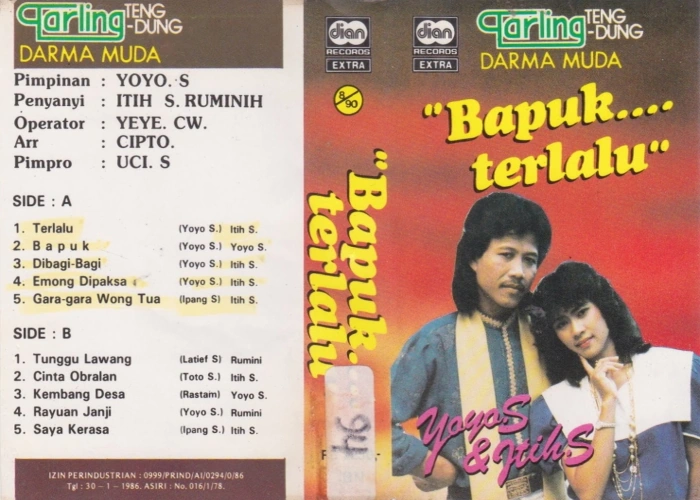 Tarling TENG
-DUNG
DARMA MUDA
Pimpinan : YOYO. S
Penyanyi : ITIH S. RUMINIH
Operator : YEYE. CW.
Arr : CIPTO.
Pimpro : UCI. S
SIDE : A
1. Terlalu (Yoyo S.) Itih S.
2. B a p u k (Yoyo S.) Yoyo S.
3. Dibagi-Bagi (Yoyo S.) Itih S.
4. Emong Dipaksa (Yoyo S.) Itih S.
5. Gara-gara Wong Tua (Ipang S) Itih S.
SIDE : B
1. Tunggu Lawang (Latief S) Rumini
2. Cinta Obralan (Toto S.) Itih S.
3. Kembang Desa (Rastam) Yoyo S.
4. Rayuan Janji (Yoyo S.) Rumini
5. Saya Kerasa (Ipang S.) Itih S.
IZIN PERINDUSTRIAN : 0999/PRIND/AI/0294/0/86
Tgl : 30 - 1 - 1986. ASIRI : No. 016/1/78.
dian
RECORDS
EXTRA
8/90
"Bapuk.
terlalu
94
dian
RECORDS
EXTRA
Tarling TENG
-DUNG
DARMA MUDA
"Bapuk....
terlalu"
Yoyo S
& Itih S